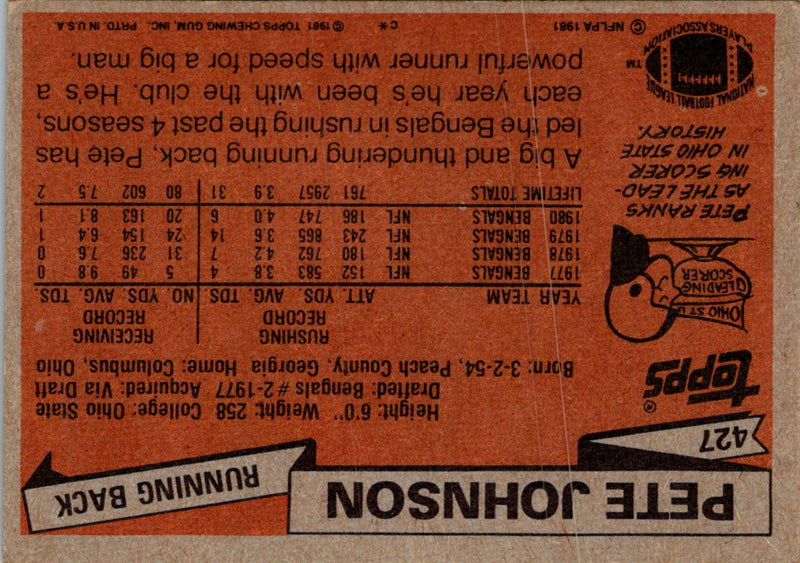 427
PETE JOHNSON
RUNNING BACK
topps®
Height: 6'0" Weight: 258 College: Ohio State
Drafted: Bengals #2-1977 Acquired: Via Draft
Born: 3-2-54, Peach County, Georgia Home: Columbus, Ohio
RUSHING RECORD RECEIVING RECORD
YEAR TEAM ATT. YDS. AVG. TDS. NO. YDS. AVG. TDS
1977 BENGALS NFL 152 583 3.8 4 5 49 9.8 0
1978 BENGALS NFL 180 762 4.2 7 31 236 7.6 0
1979 BENGALS NFL 243 865 3.6 14 24 154 6.4 1
1980 BENGALS NFL 186 747 4.0 6 20 163 8.1 1
LIFETIME TOTALS 761 2957 3.9 31 80 602 7.5 2
OHIO ST U
LEADING
SCORER
PETE RANKS
AS THE LEAD-
ING SCORER
IN OHIO STATE
HISTORY.
A big and thundering running back, Pete has
led the Bengals in rushing the past 4 seasons,
each year he's been with the club. He's a
powerful runner with speed for a big man.
NATIONAL FOOTBALL LEAGUE
PLAYERS ASSOCIATION
TM
© NFLPA 1981 C* © 1981 TOPPS CHEWING GUM, INC. PRTD. IN U.S.A.